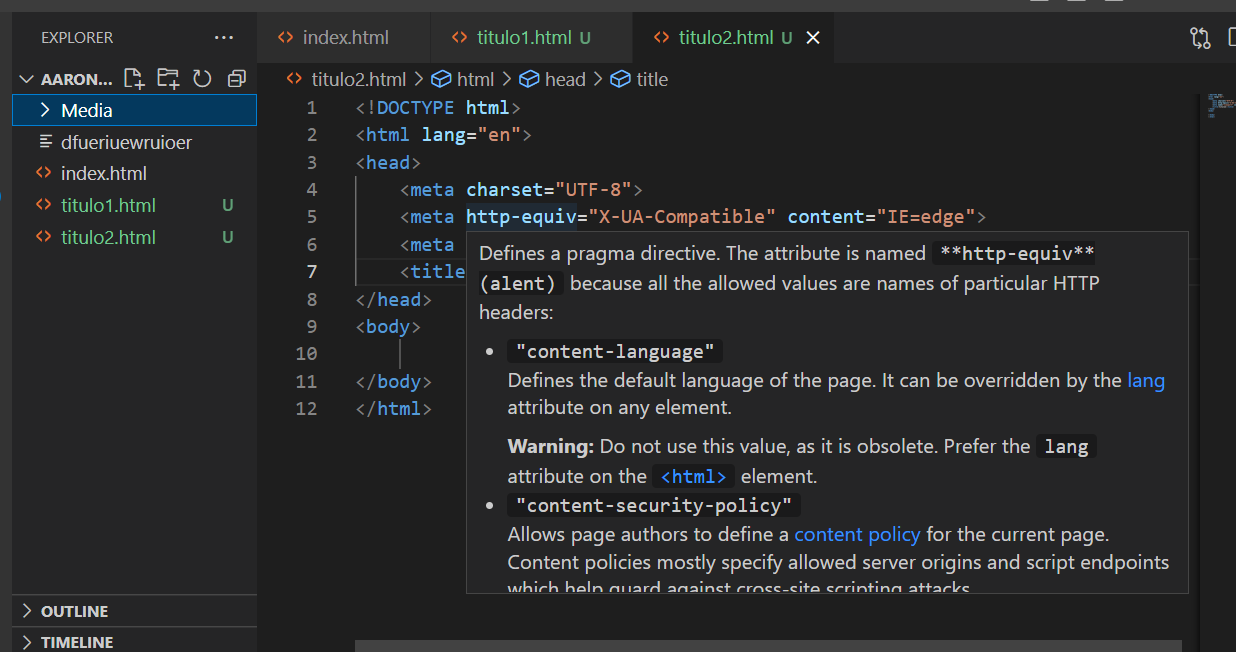 EXPLORER ...
AARON...
Media
dfueriuewruioer
index.html
titulo1.html U
titulo2.html U
OUTLINE
TIMELINE
index.html titulo1.html U titulo2.html U
titulo2.html > html > head > title
1 <!DOCTYPE html>
2 <html lang="en">
3 <head>
4 <meta charset="UTF-8">
5 <meta http-equiv="X-UA-Compatible" content="IE=edge">
6 <meta
7 <title
8 </head>
9 <body>
10
11 </body>
12 </html>
Defines a pragma directive. The attribute is named **http-equiv**
(alent) because all the allowed values are names of particular HTTP
headers:
• "content-language"
Defines the default language of the page. It can be overridden by the lang
attribute on any element.
Warning: Do not use this value, as it is obsolete. Prefer the lang
attribute on the <html> element.
• "content-security-policy"
Allows page authors to define a content policy for the current page.
Content policies mostly specify allowed server origins and script endpoints
which help guard against cross-site scripting attacks.